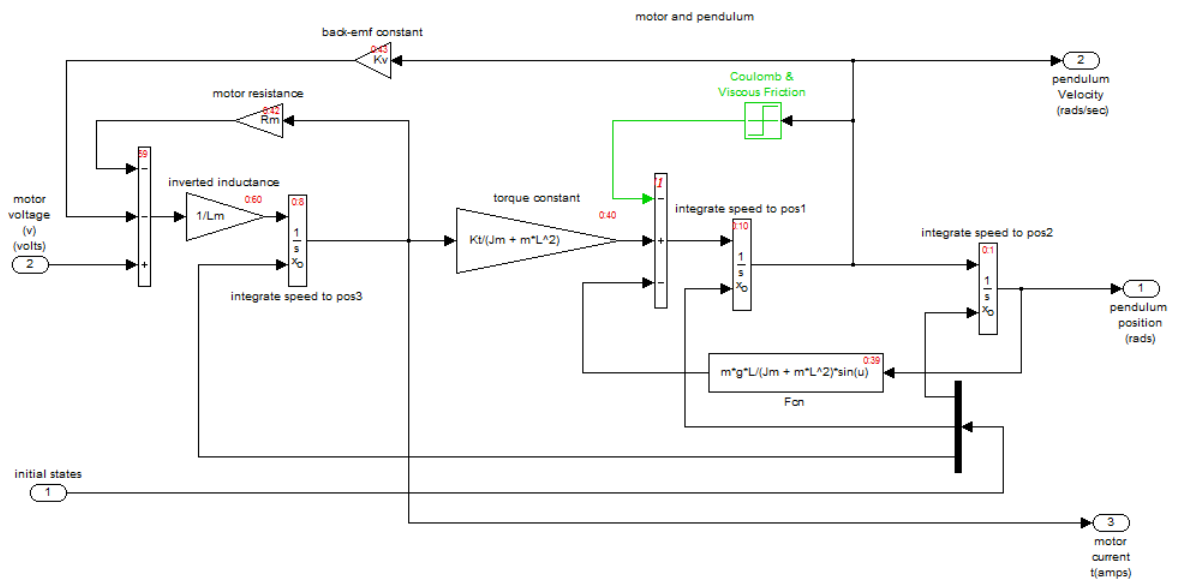 motor and pendulum
back-emf constant
0:43
Kv
2
pendulum
Velocity
(rads/sec)
Coulomb &
Viscous Friction
motor resistance
0:42
Rm
59
inverted inductance
0:60
1/Lm
0:8
1
s
xo
integrate speed to pos3
motor
voltage
(v)
(volts)
2
torque constant
0:40
Kt/(Jm + m*L^2)
integrate speed to pos1
0:10
1
s
xo
integrate speed to pos2
0:1
1
s
xo
1
pendulum
position
(rads)
0:39
m*g*L/(Jm + m*L^2)*sin(u)
Fcn
initial states
1
3
motor
current
t(amps)